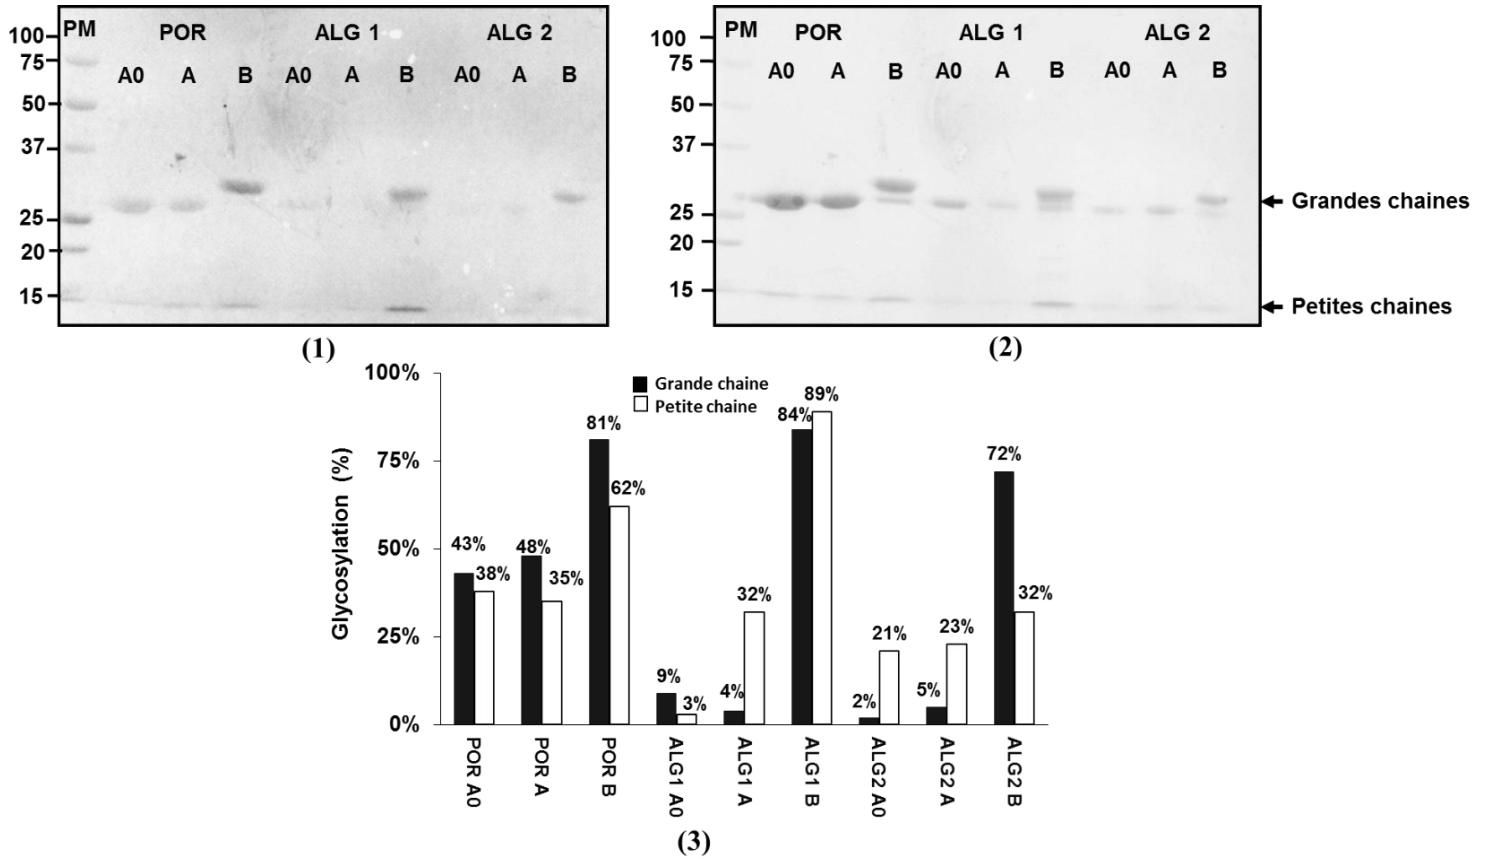 PM POR ALG 1 ALG 2
A0 A B A0 A B A0 A B
100
75
50
37
25
20
15
(1)
PM POR ALG 1 ALG 2
A0 A B A0 A B A0 A B
100
75
50
37
25
20
15
Grandes chaines
Petites chaines
(2)
Glycosylation (%)
100%
75%
50%
25%
0%
Grande chaine
Petite chaine
43%
38%
48%
35%
81%
62%
9%
3%
4%
32%
84%
89%
2%
21%
5%
23%
72%
32%
POR A0
POR A
POR B
ALG1 A0
ALG1 A
ALG1 B
ALG2 A0
ALG2 A
ALG2 B
(3)